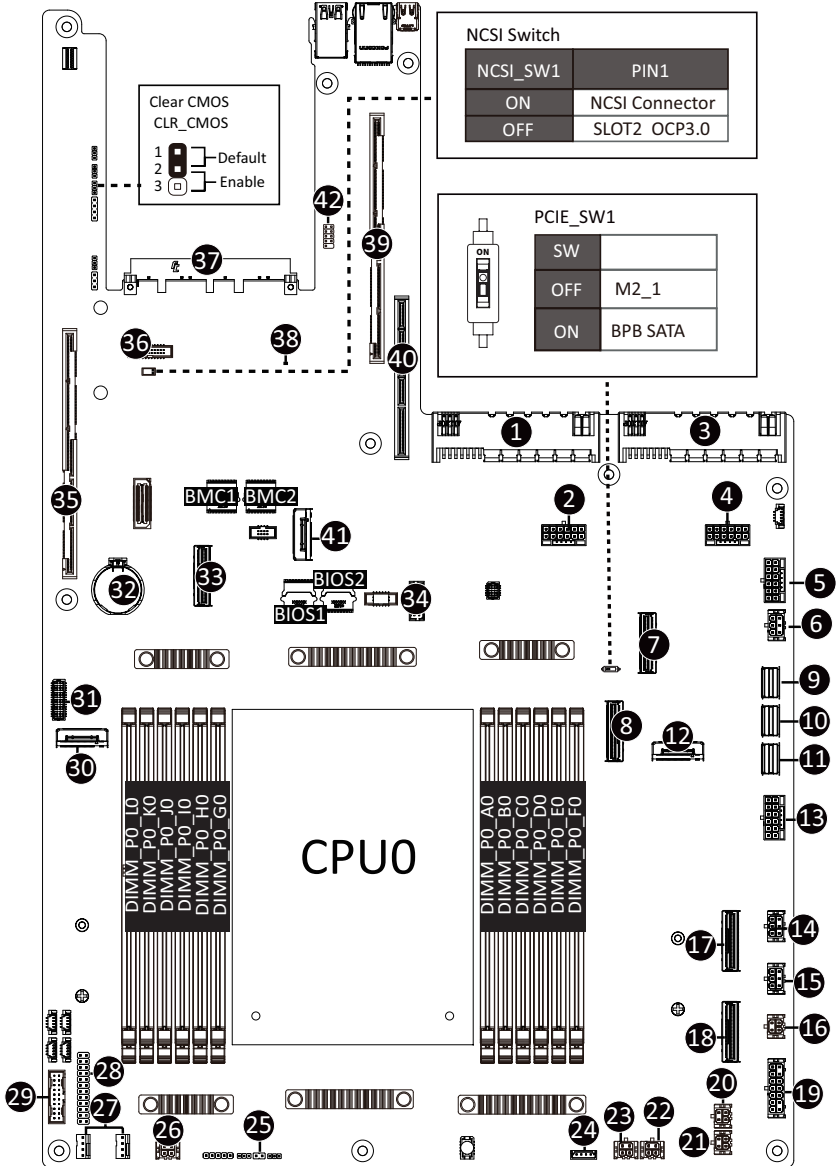 NCSI Switch
NCSI_SW1 PIN1
ON NCSI Connector
OFF SLOT2 OCP3.0
Clear CMOS
CLR_CMOS
1
2
3
Default
Enable
42
39
37
PCIE_SW1
ON
SW
OFF M2_1
ON BPB SATA
36
38
40
1
3
35
BMC1 BMC2
2
4
41
33
32
BIOS2
BIOS1
34
5
6
7
31
30
9
10
11
8
12
13
DIMM_P0_L0
DIMM_P0_K0
DIMM_P0_J0
DIMM_P0_I0
DIMM_P0_H0
DIMM_P0_G0
CPU0
DIMM_P0_A0
DIMM_P0_B0
DIMM_P0_C0
DIMM_P0_D0
DIMM_P0_E0
DIMM_P0_F0
14
17
15
16
18
28
29
27
19
20
26
25
24
23
22
21